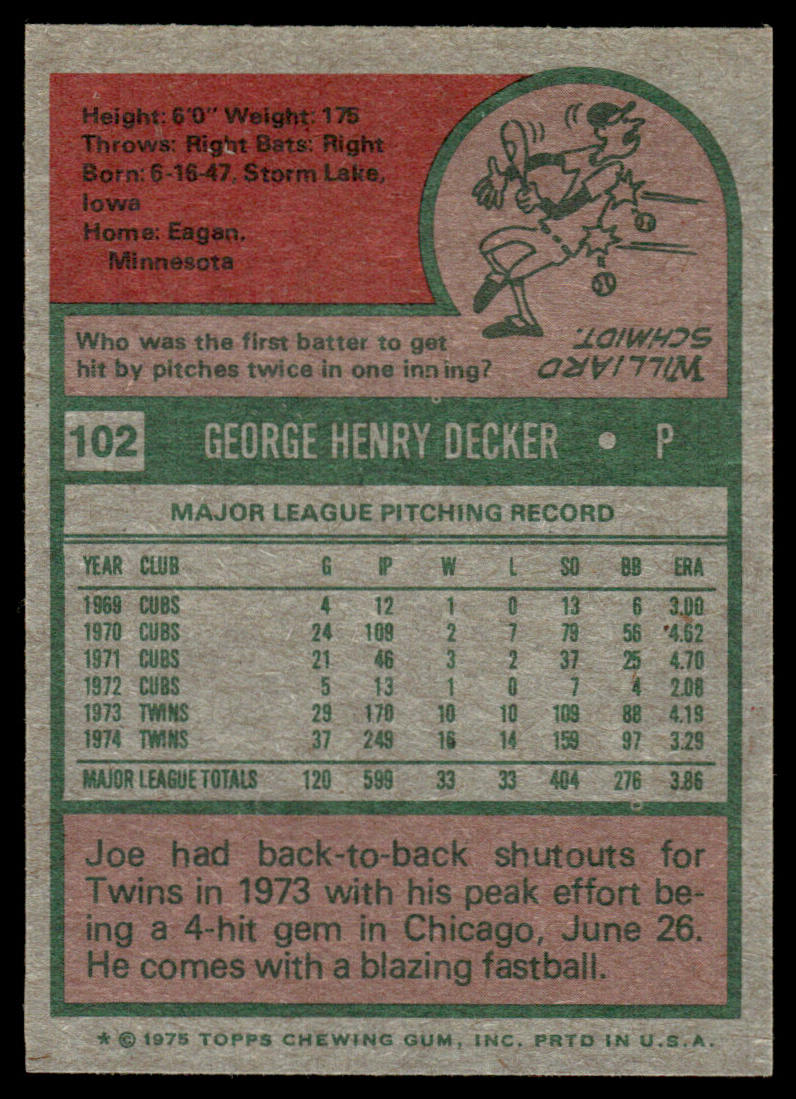 Height: 6'0" Weight: 175
Throws: Right Bats: Right
Born: 6-16-47, Storm Lake,
Iowa
Home: Eagan,
Minnesota
Who was the first batter to get
hit by pitches twice in one inning?
WILLIARD
SCHMIDT.
102 GEORGE HENRY DECKER • P
MAJOR LEAGUE PITCHING RECORD
YEAR CLUB G IP W L SO BB ERA
1969 CUBS 4 12 1 0 13 6 3.00
1970 CUBS 24 109 2 7 79 56 4.62
1971 CUBS 21 46 3 2 37 25 4.70
1972 CUBS 5 13 1 0 7 4 2.08
1973 TWINS 29 170 10 10 109 88 4.19
1974 TWINS 37 249 16 14 159 97 3.29
MAJOR LEAGUE TOTALS 120 599 33 33 404 276 3.86
Joe had back-to-back shutouts for
Twins in 1973 with his peak effort be-
ing a 4-hit gem in Chicago, June 26.
He comes with a blazing fastball.
* © 1975 TOPPS CHEWING GUM, INC. PRTD IN U.S.A.